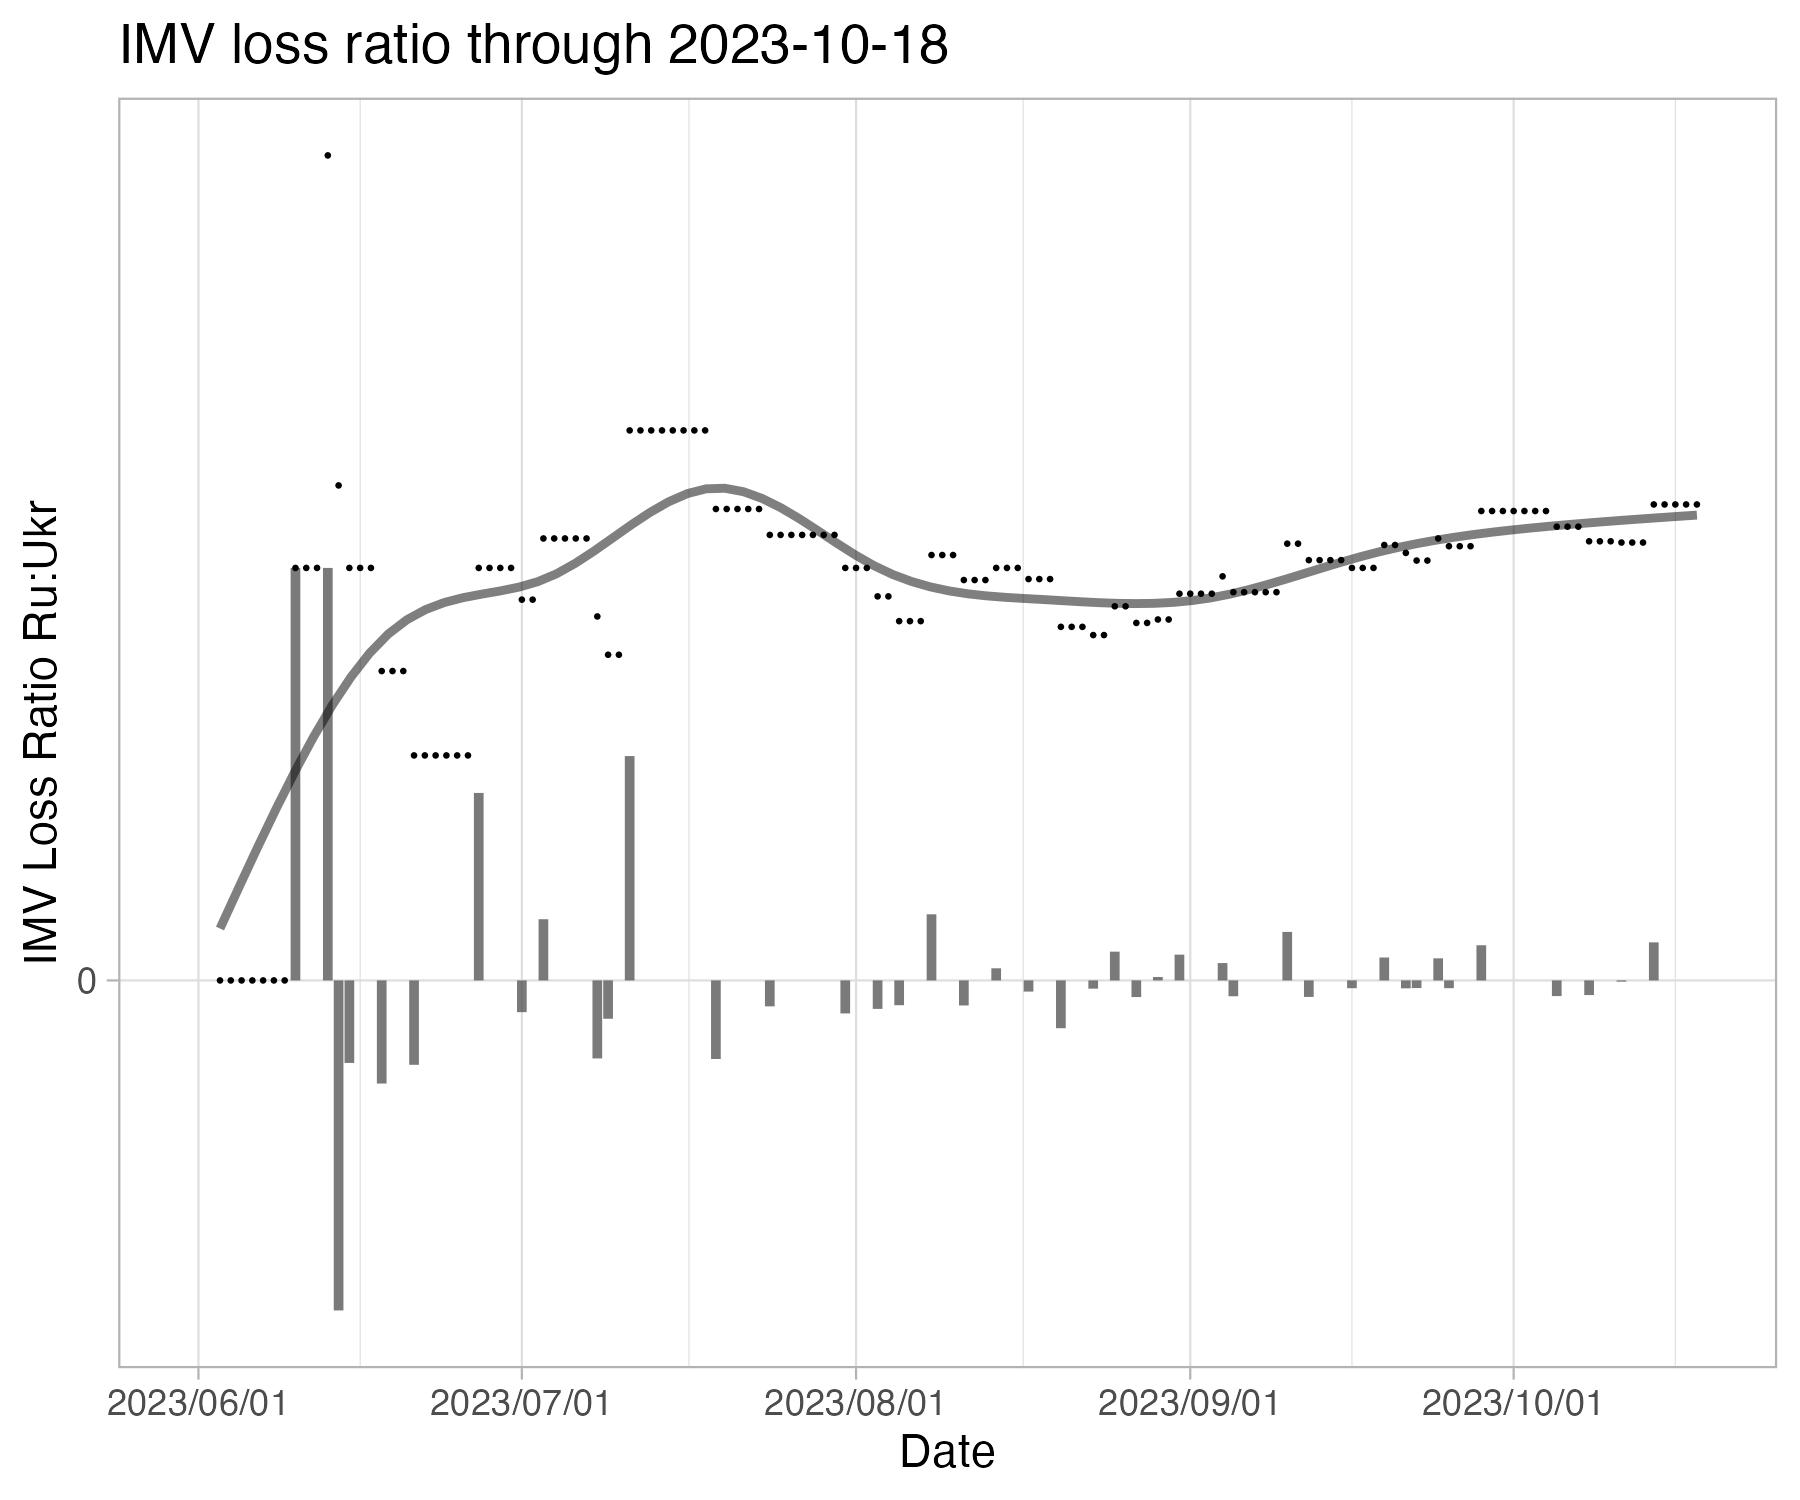 IMV loss ratio through 2023-10-18
IMV Loss Ratio Ru:Ukr
0
2023/06/01 2023/07/01 2023/08/01 2023/09/01 2023/10/01
Date